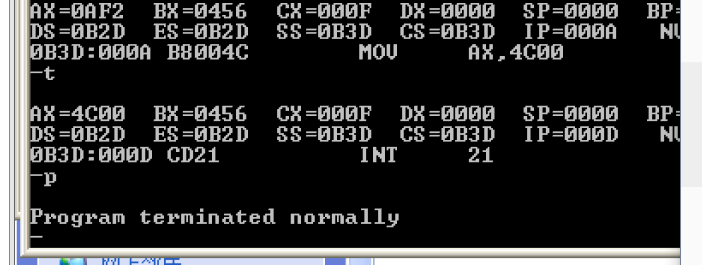 AX=0AF2 BX=0456 CX=000F DX=0000 SP=0000 BP=
DS=0B2D ES=0B2D SS=0B3D CS=0B3D IP=000A
0B3D:000A B8004C MOV AX,4C00
-t
AX=4C00 BX=0456 CX=000F DX=0000 SP=0000 BP=
DS=0B2D ES=0B2D SS=0B3D CS=0B3D IP=000D
0B3D:000D CD21 INT 21
-p
Program terminated normally
-